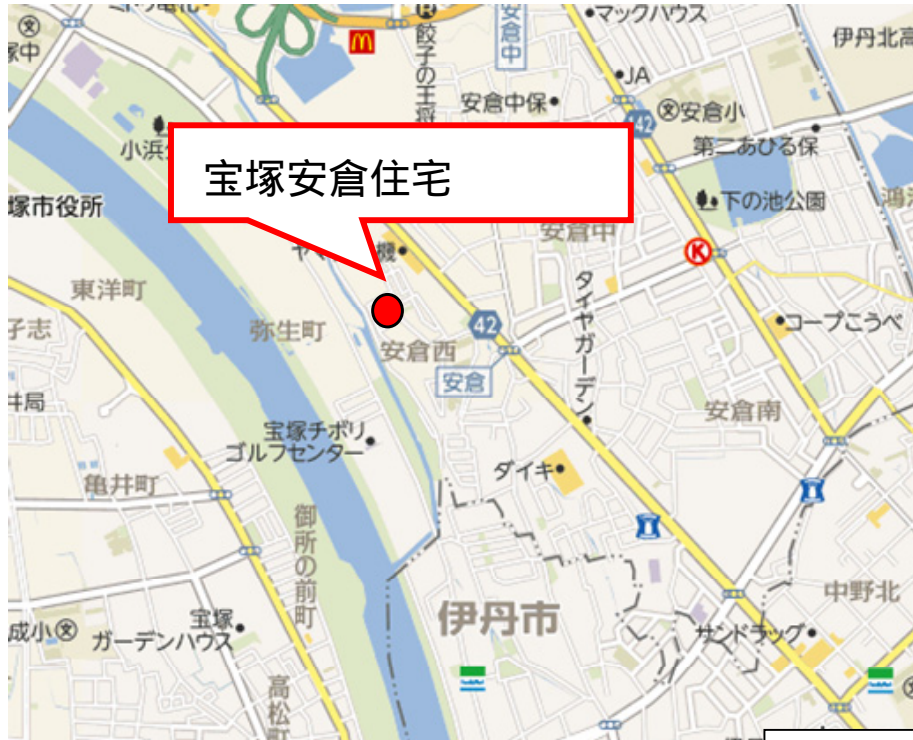 安倉中
マックハウス
餃子の王将
伊丹北高
JA
安倉中保
42
安倉小
第二あひる保
小浜
宝塚安倉住宅
塚市役所
下の池公園
安倉中
K
機
東洋町
弥生町
安倉西
42
安倉
タイヤガーデン
コープこうべ
子志
井局
安倉南
宝塚チボリ
ゴルフセンター
ダイキ
亀井町
御所の前町
伊丹市
中野北
成小
宝塚
ガーデンハウス
サンドラッグ
高松町